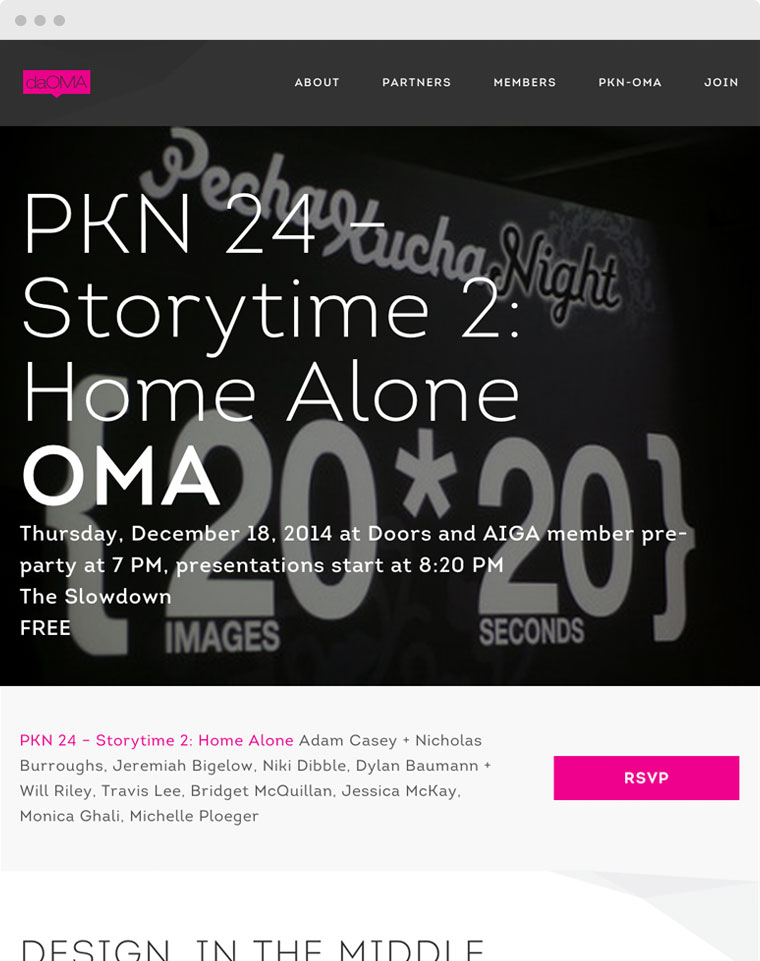 daOMA
ABOUT PARTNERS MEMBERS PKN-OMA JOIN
Pecha Kucha Night
PKN 24 –
Storytime 2:
Home Alone
OMA
{20*20}
IMAGES SECONDS
Thursday, December 18, 2014 at Doors and AIGA member pre-
party at 7 PM, presentations start at 8:20 PM
The Slowdown
FREE
PKN 24 – Storytime 2: Home Alone Adam Casey + Nicholas
Burroughs, Jeremiah Bigelow, Niki Dibble, Dylan Baumann +
Will Riley, Travis Lee, Bridget McQuillan, Jessica McKay,
Monica Ghali, Michelle Ploeger
RSVP
DESIGN, IN THE MIDDLE